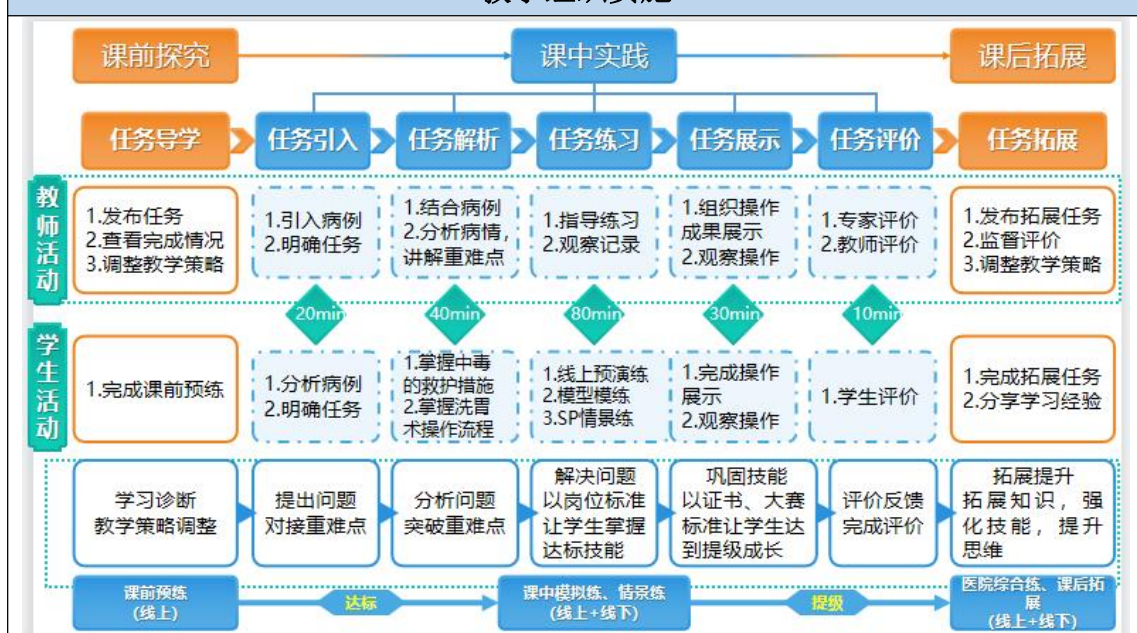 课前探究
课中实践
课后拓展
任务导学
任务引入
任务解析
任务练习
任务展示
任务评价
任务拓展
教师活动
1.发布任务
2.查看完成情况
3.调整教学策略
1.引入病例
2.明确任务
1.结合病例
2.分析病情,
讲解重难点
1.指导练习
2.观察记录
1.组织操作
成果展示
2.观察操作
1.专家评价
2.教师评价
1.发布拓展任务
2.监督评价
3.调整教学策略
20min
40min
80min
30min
10min
学生活动
1.完成课前预练
1.分析病例
2.明确任务
1.掌握中毒
的救护措施
2.掌握洗胃
术操作流程
1.线上预演练
2.模型模练
3.SP情景练
1.完成操作
展示
2.观察操作
1.学生评价
1.完成拓展任务
2.分享学习经验
学习诊断
教学策略调整
提出问题
对接重难点
分析问题
突破重难点
解决问题
以岗位标准
让学生掌握
达标技能
巩固技能
以证书、大赛
标准让学生达
到提级成长
评价反馈
完成评价
拓展提升
拓展知识，强
化技能，提升
思维
课前预练
(线上)
达标
课中模拟练、情景练
(线上+线下)
提级
医院综合练、课后拓
展
(线上+线下)